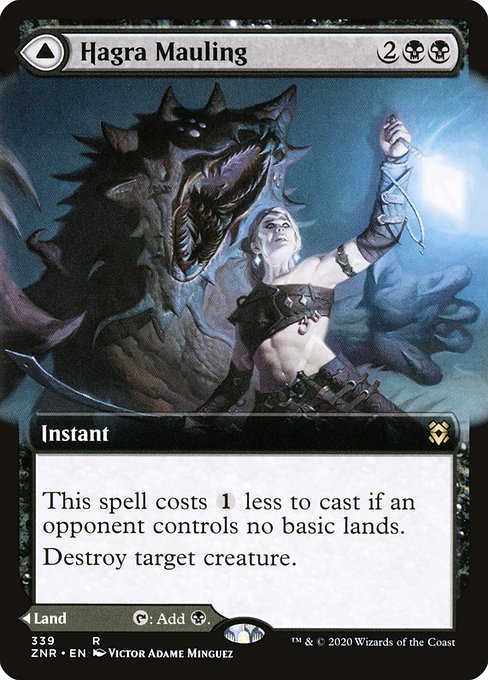 Hagra Mauling 2
Instant
This spell costs 1 less to cast if an
opponent controls no basic lands.
Destroy target creature.
Land : Add .
339 R
ZNR • EN Victor Adame Minguez
™ & © 2020 Wizards of the Coast